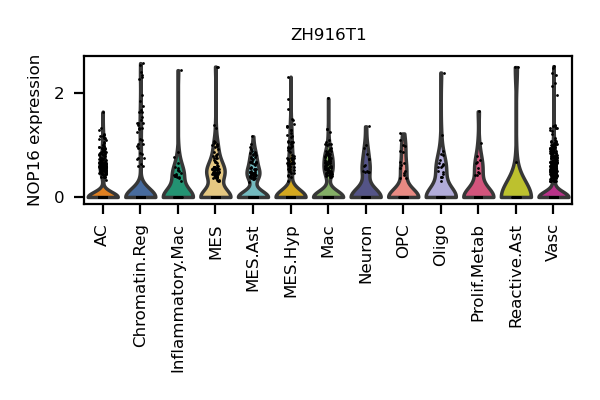 ZH916T1
NOP16 expression
2
0
AC
Chromatin.Reg
Inflammatory.Mac
MES
MES.Ast
MES.Hyp
Mac
Neuron
OPC
Oligo
Prolif.Metab
Reactive.Ast
Vasc